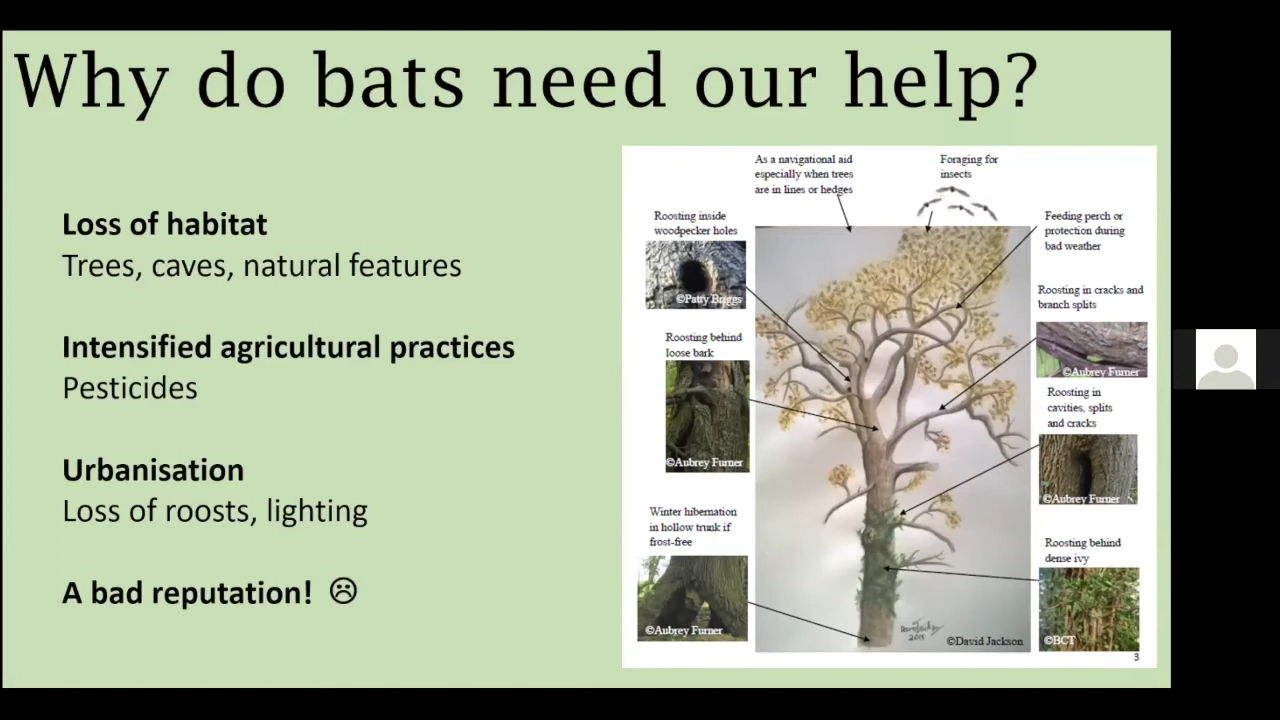 Why do bats need our help?
Loss of habitat
Trees, caves, natural features
Intensified agricultural practices
Pesticides
Urbanisation
Loss of roosts, lighting
A bad reputation! ☹
As a navigational aid
especially when trees
are in lines or hedges
Foraging for
insects
Roosting inside
woodpecker holes
©Patty Briggs
Feeding perch or
protection during
bad weather
Roosting in cracks and
branch splits
©Aubrey Furner
Roosting behind
loose bark
©Aubrey Furner
Roosting in
cavities, splits
and cracks
©Aubrey Furner
Winter hibernation
in hollow trunk if
frost-free
©Aubrey Furner
Roosting behind
dense ivy
©BCT
©David Jackson
3